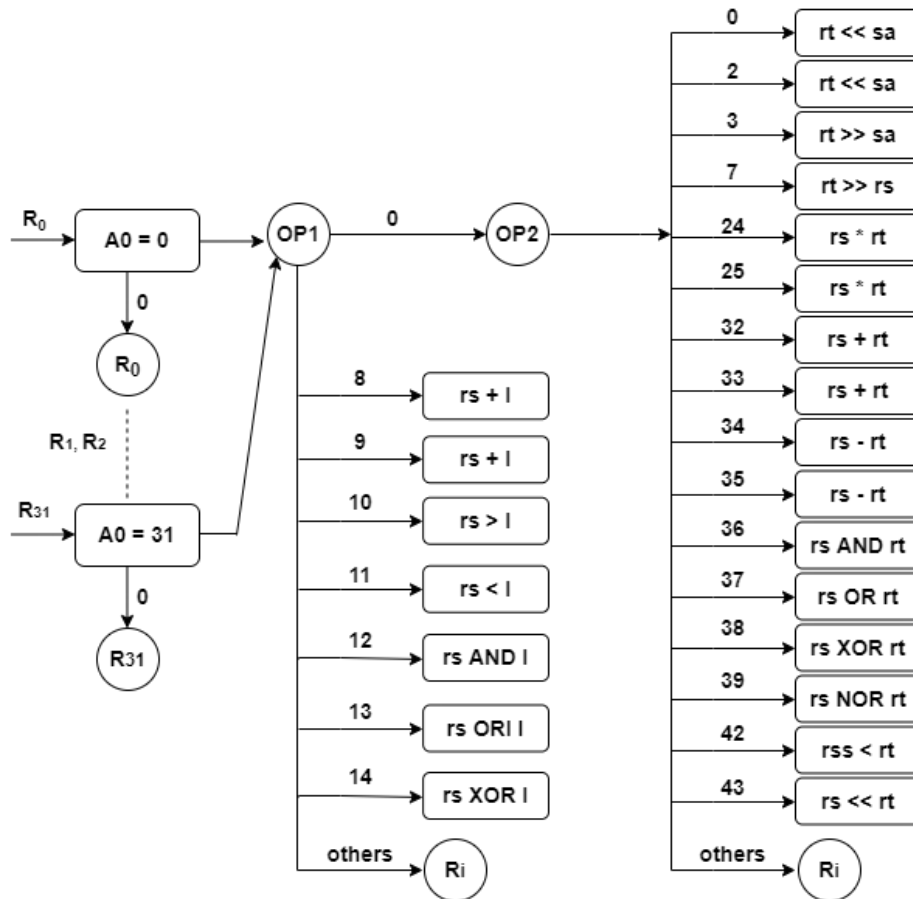 0
rt << sa
2
rt << sa
3
rt >> sa
7
rt >> rs
R0
A0 = 0
OP1
0
OP2
24
rs * rt
25
rs * rt
0
R0
32
rs + rt
33
rs + rt
8
rs + I
34
rs - rt
R1, R2
9
rs + I
35
rs - rt
R31
A0 = 31
10
rs > I
36
rs AND rt
0
11
rs < I
37
rs OR rt
R31
12
rs AND I
38
rs XOR rt
39
rs NOR rt
13
rs ORI I
42
rss < rt
14
rs XOR I
43
rs << rt
others
Ri
others
Ri